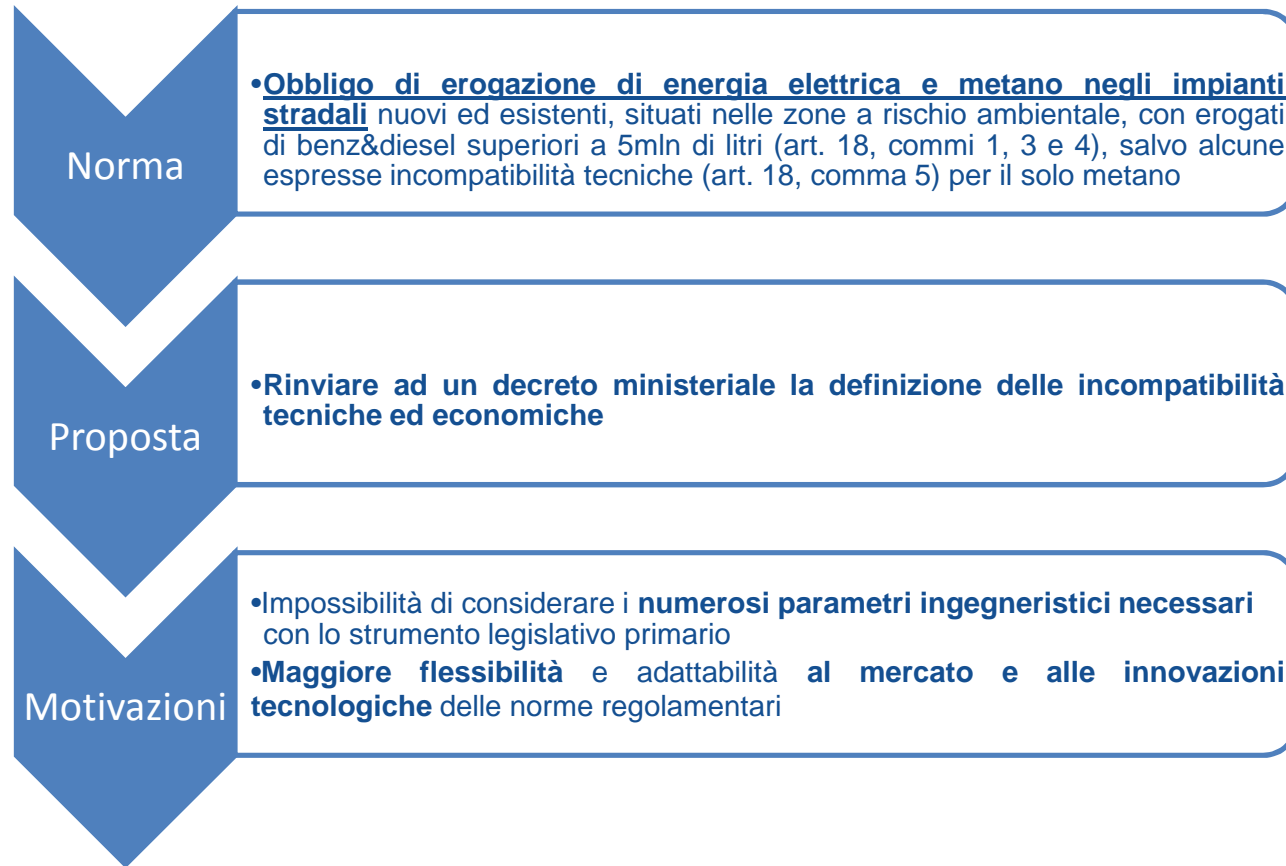 Norma
•Obbligo di erogazione di energia elettrica e metano negli impianti
stradali nuovi ed esistenti, situati nelle zone a rischio ambientale, con erogati
di benz&diesel superiori a 5mln di litri (art. 18, commi 1, 3 e 4), salvo alcune
espresse incompatibilità tecniche (art. 18, comma 5) per il solo metano
Proposta
•Rinviare ad un decreto ministeriale la definizione delle incompatibilità
tecniche ed economiche
Motivazioni
•Impossibilità di considerare i numerosi parametri ingegneristici necessari
con lo strumento legislativo primario
•Maggiore flessibilità e adattabilità al mercato e alle innovazioni
tecnologiche delle norme regolamentari